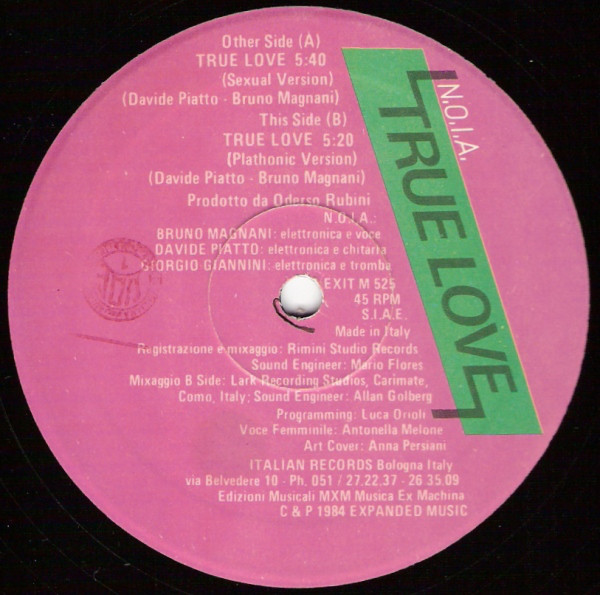 Other Side (A)
TRUE LOVE 5:40
(Sexual Version)
(Davide Piatto - Bruno Magnani)
This Side (B)
TRUE LOVE 5:20
(Plathonic Version)
(Davide Piatto - Bruno Magnani)
Prodotto da Oderso Rubini
N.O.I.A.:
BRUNO MAGNANI: elettronica e voce
DAVIDE PIATTO: elettronica e chitarra
GIORGIO GIANNINI: elettronica e tromba
EXIT M 525
45 RPM
S.I.A.E.
Made in Italy
Registrazione e mixaggio: Rimini Studio Records
Sound Engineer: Mario Flores
Mixaggio B Side: Lark Recording Studios, Carimate,
Como, Italy; Sound Engineer: Allan Golberg
Programming: Luca Orioli
Voce Femminile: Antonella Melone
Art Cover: Anna Persiani
ITALIAN RECORDS Bologna Italy
via Belvedere 10 - Ph. 051 / 27.22.37 - 26.35.09
Edizioni Musicali MXM Musica Ex Machina
C & P 1984 EXPANDED MUSIC
N.O.I.A.
TRUE LOVE